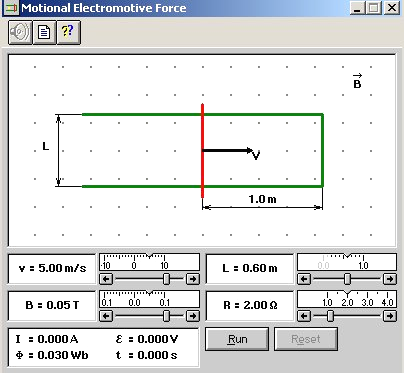 Motional Electromotive Force
??
B
L
v
1.0 m
v = 5.00 m/s
-10 0 10
L = 0.60 m
0.0 1.0
B = 0.05 T
-0.1 0.0 0.1
R = 2.00 Ω
1.0 2.0 3.0 4.0
I = 0.000 A ℰ = 0.000 V
Φ = 0.030 Wb t = 0.000 s
Run Reset